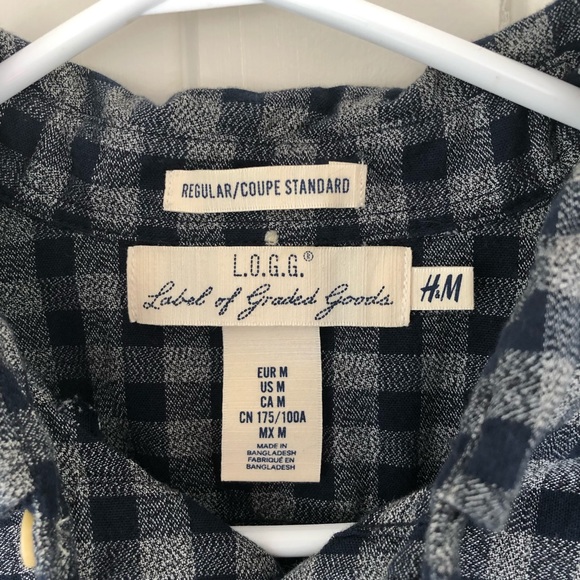 REGULAR/COUPE STANDARD
L.O.G.G.®
Label of Graded Goods
H&M
EUR M
US M
CA M
CN 175/100A
MX M
MADE IN
BANGLADESH
FABRIQUÉ EN
BANGLADESH